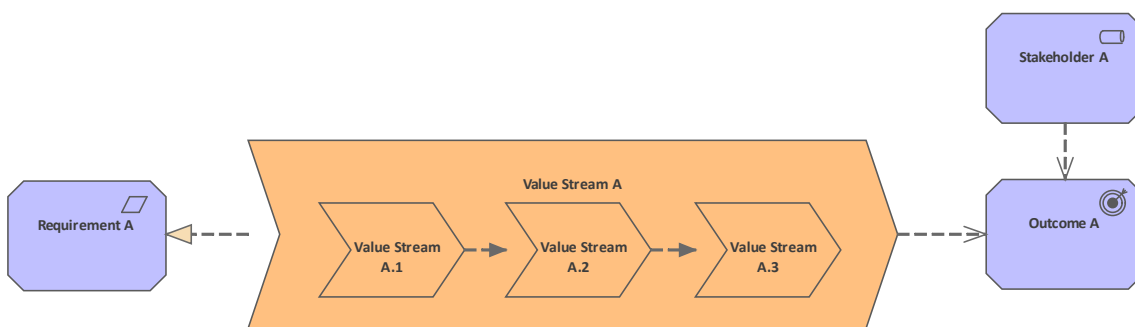 Stakeholder A
Value Stream A
Requirement A
Outcome A
Value Stream
A.1
Value Stream
A.2
Value Stream
A.3